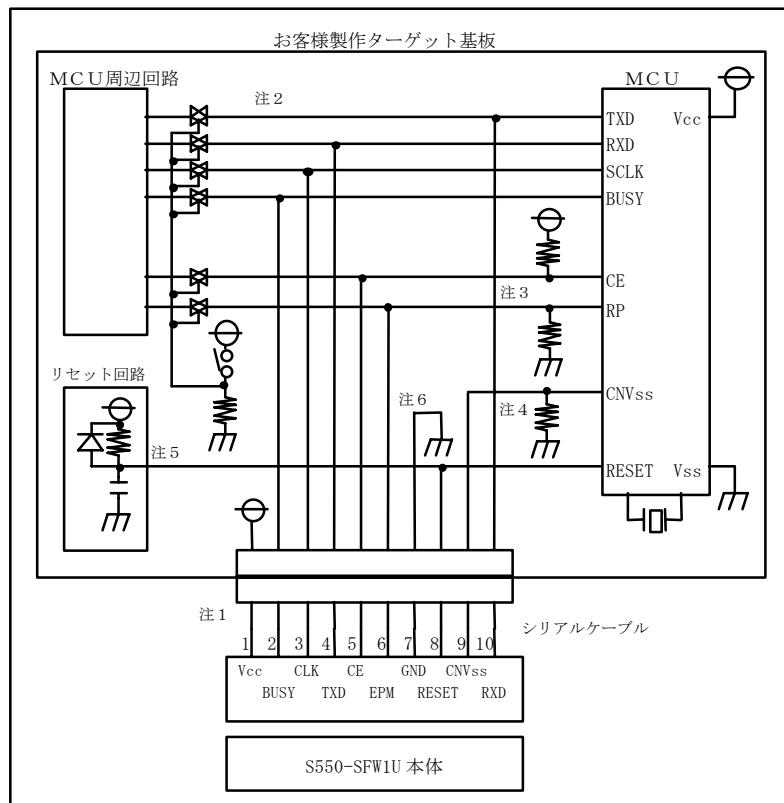 お客様製作ターゲット基板
MCU周辺回路
MCU
注2
TXD
Vcc
RXD
SCLK
BUSY
CE
注3
RP
リセット回路
CNVss
注6
注4
注5
RESET
Vss
注1
シリアルケーブル
1 2 3 4 5 6 7 8 9 10
Vcc CLK CE GND CNVss
BUSY TXD EPM RESET RXD
S550-SFW1U 本体